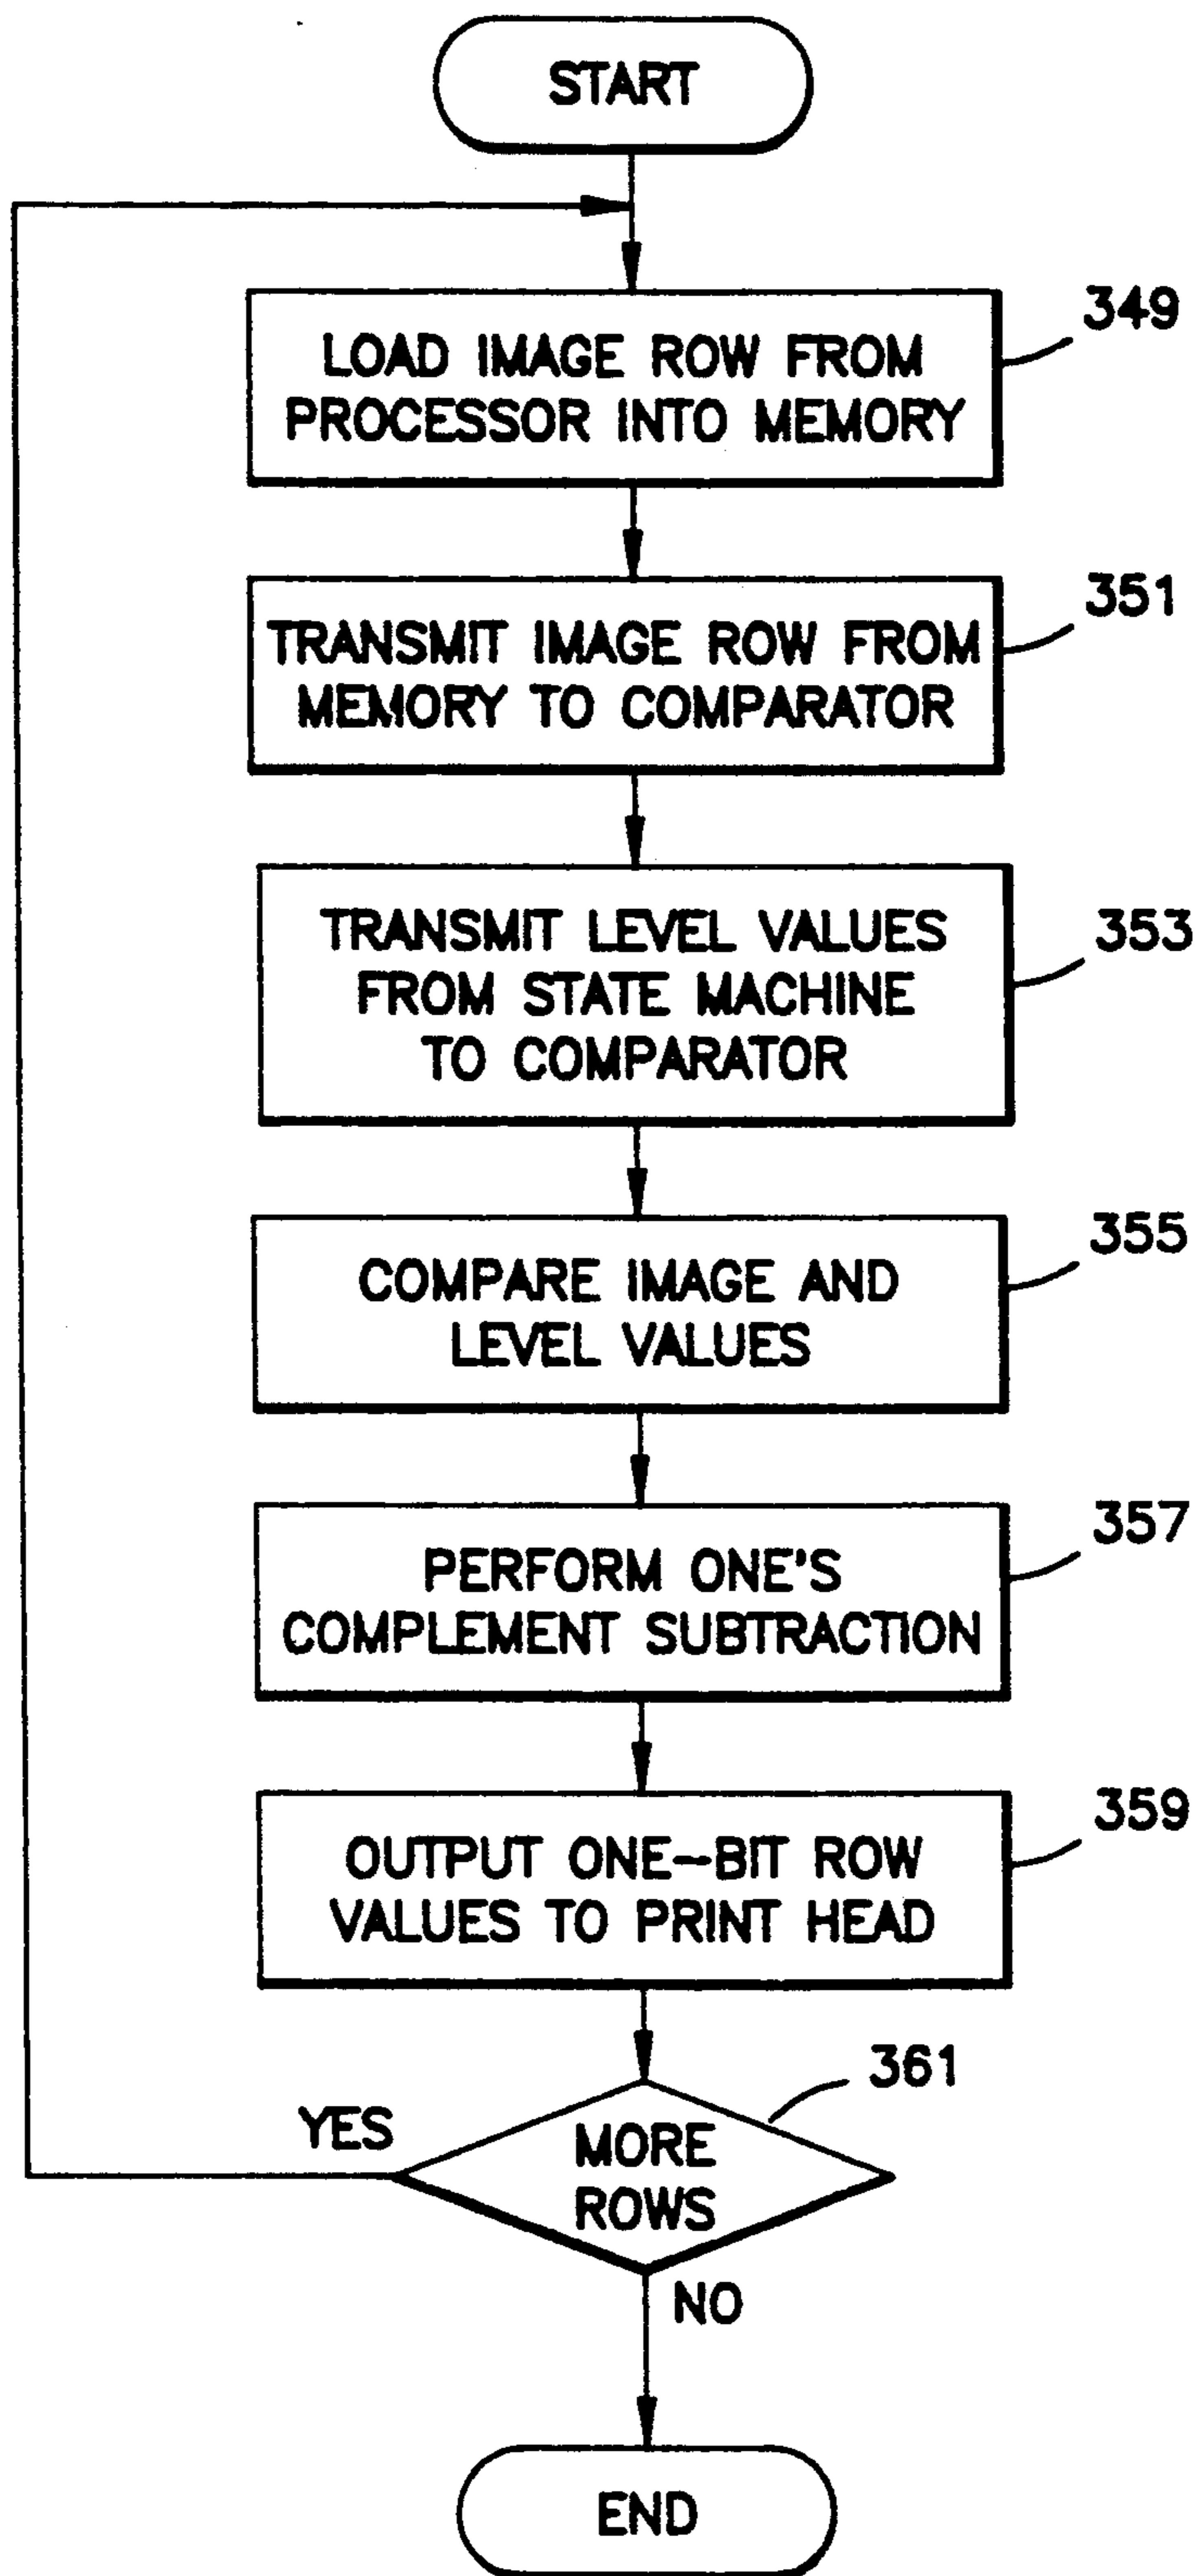 START
349
LOAD IMAGE ROW FROM
PROCESSOR INTO MEMORY
351
TRANSMIT IMAGE ROW FROM
MEMORY TO COMPARATOR
353
TRANSMIT LEVEL VALUES
FROM STATE MACHINE
TO COMPARATOR
355
COMPARE IMAGE AND
LEVEL VALUES
357
PERFORM ONE'S
COMPLEMENT SUBTRACTION
359
OUTPUT ONE-BIT ROW
VALUES TO PRINT HEAD
361
YES
MORE
ROWS
NO
END